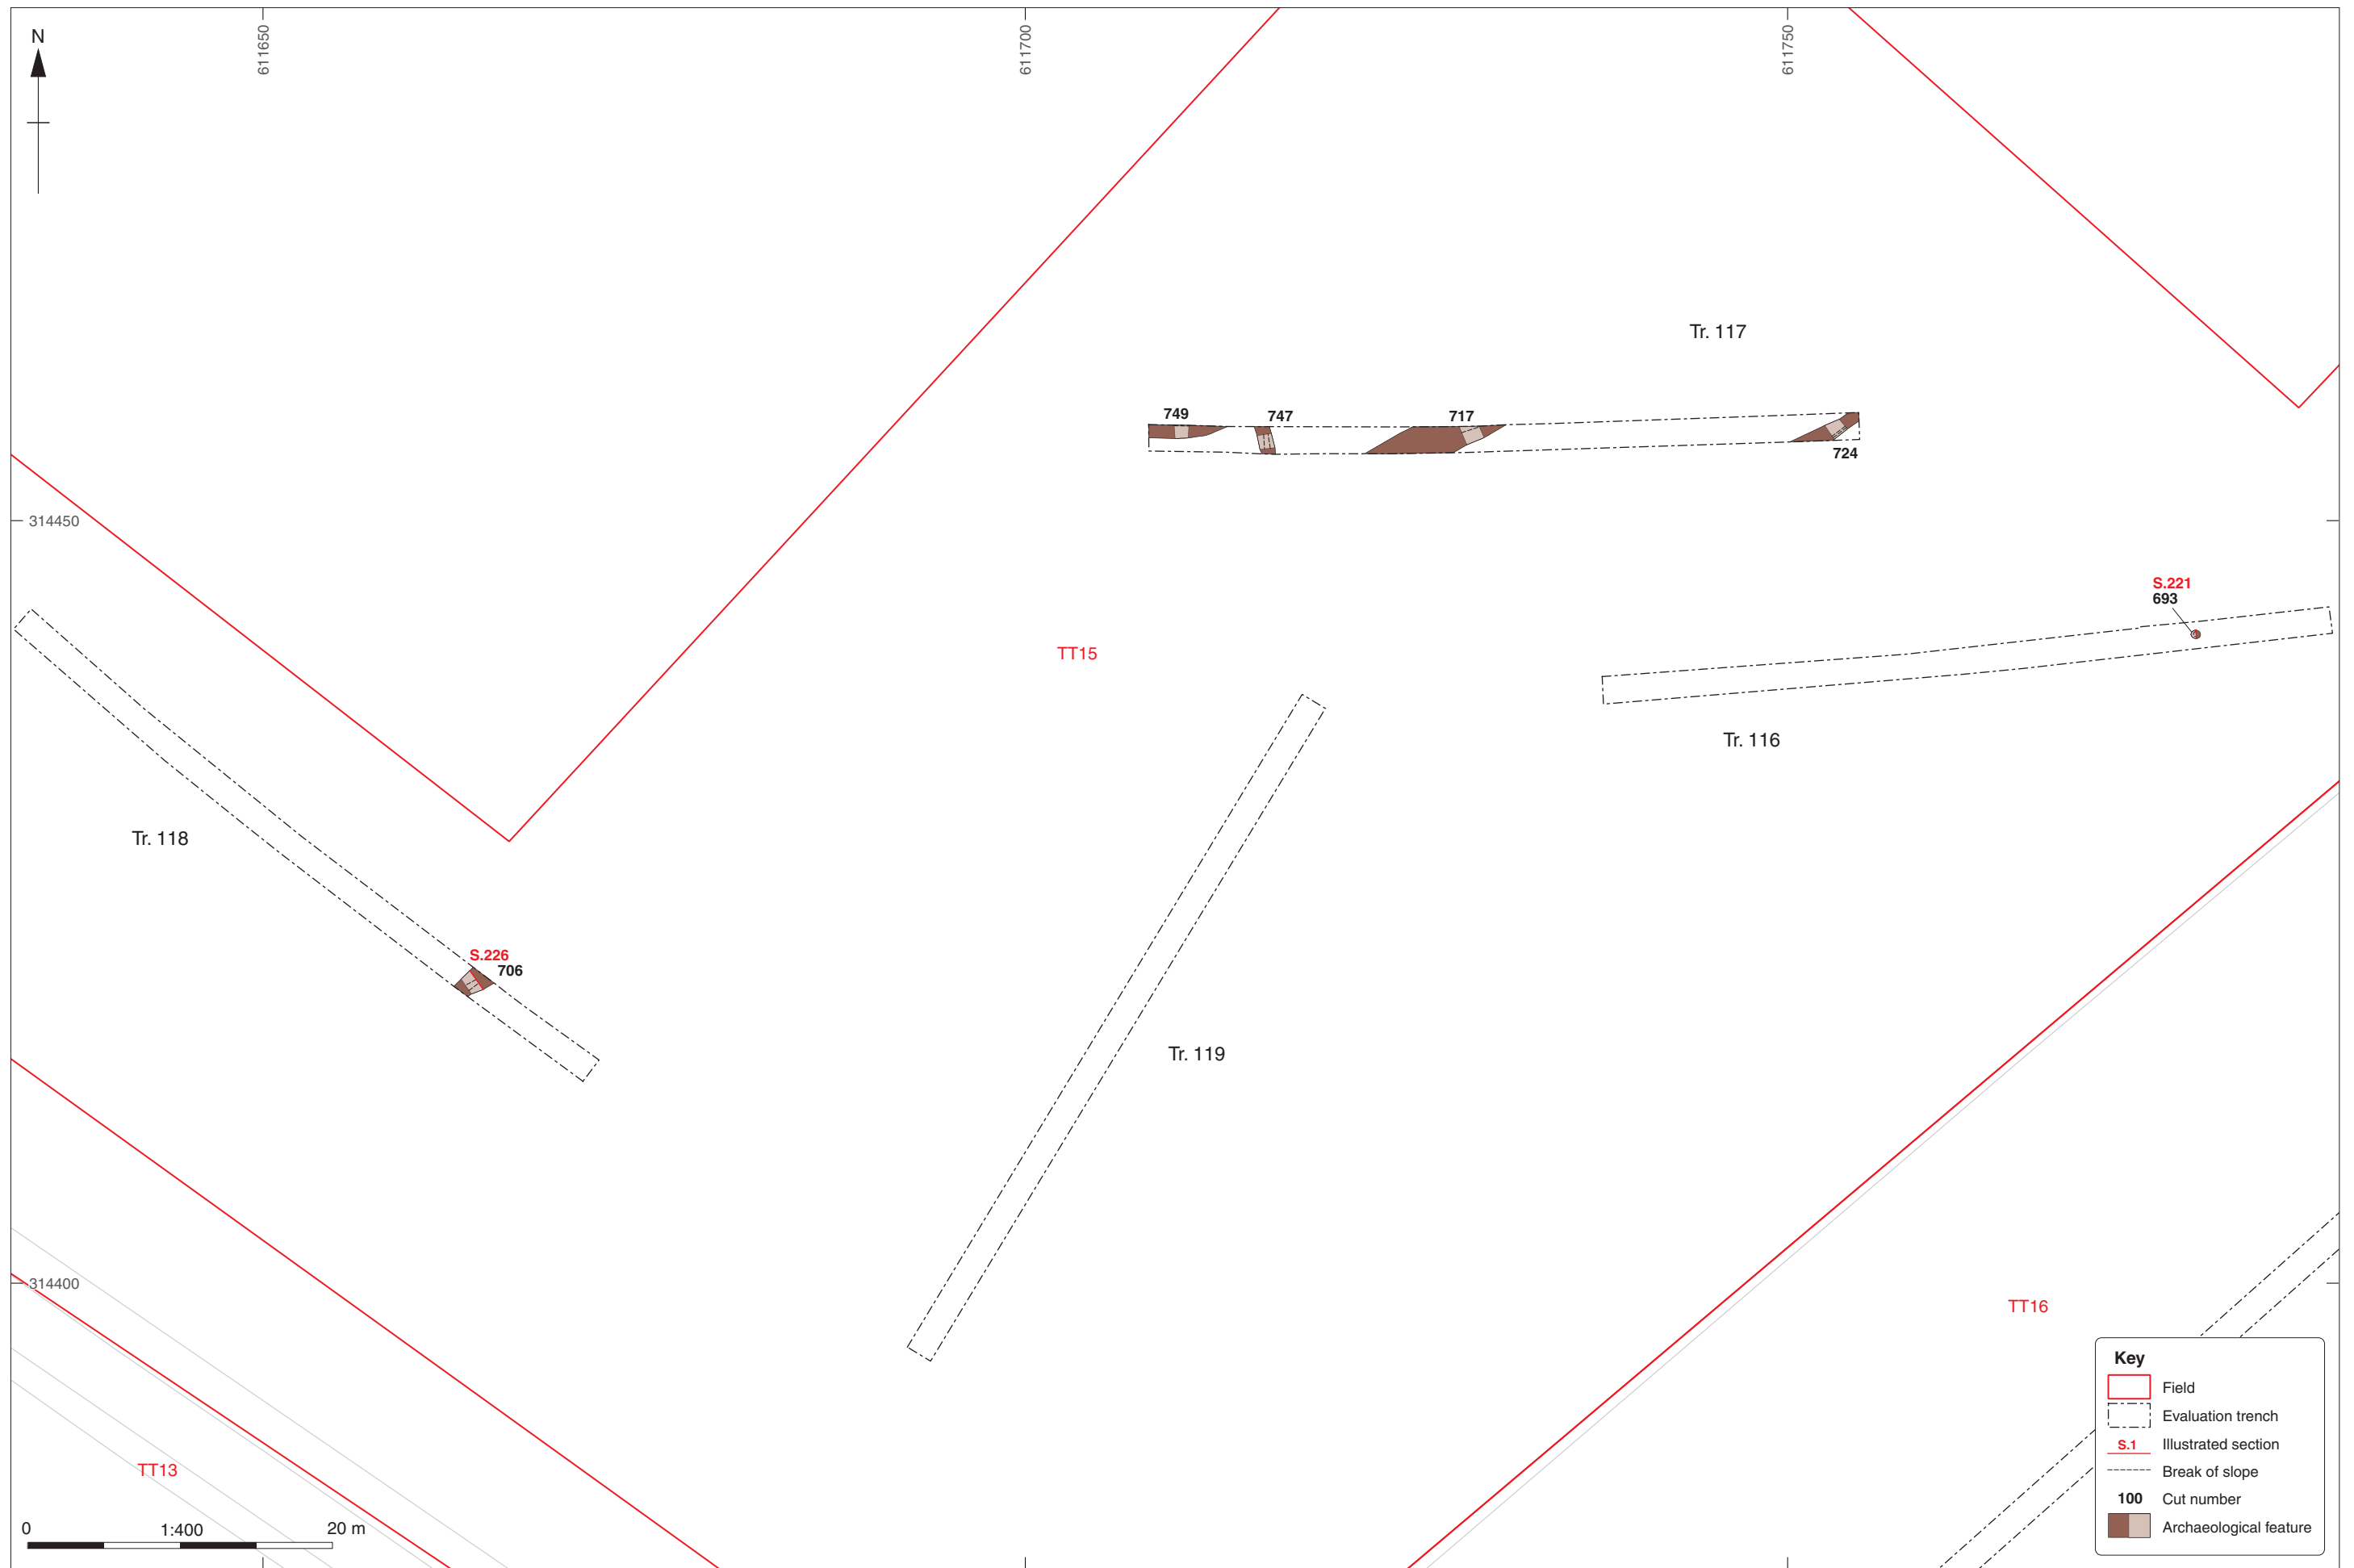 611650
611700
611750
N
Tr. 117
749
747
717
724
314450
S.221
693
TT15
Tr. 116
Tr. 118
S.226
706
Tr. 119
314400
TT16
TT13
0
1:400
20 m
Key
Field
Evaluation trench
S.1 Illustrated section
Break of slope
100 Cut number
Archaeological feature